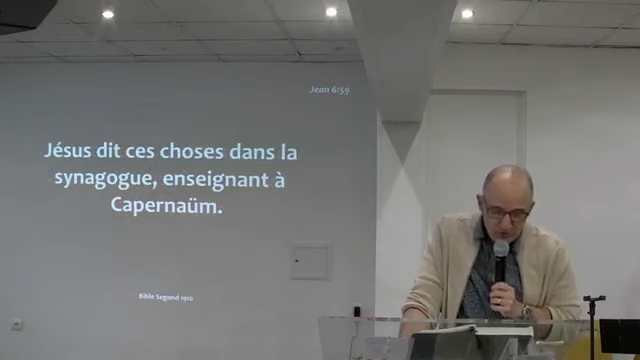 Jean 6:59
Jésus dit ces choses dans la
synagogue, enseignant à
Capernaüm.
Bible Segond 1910